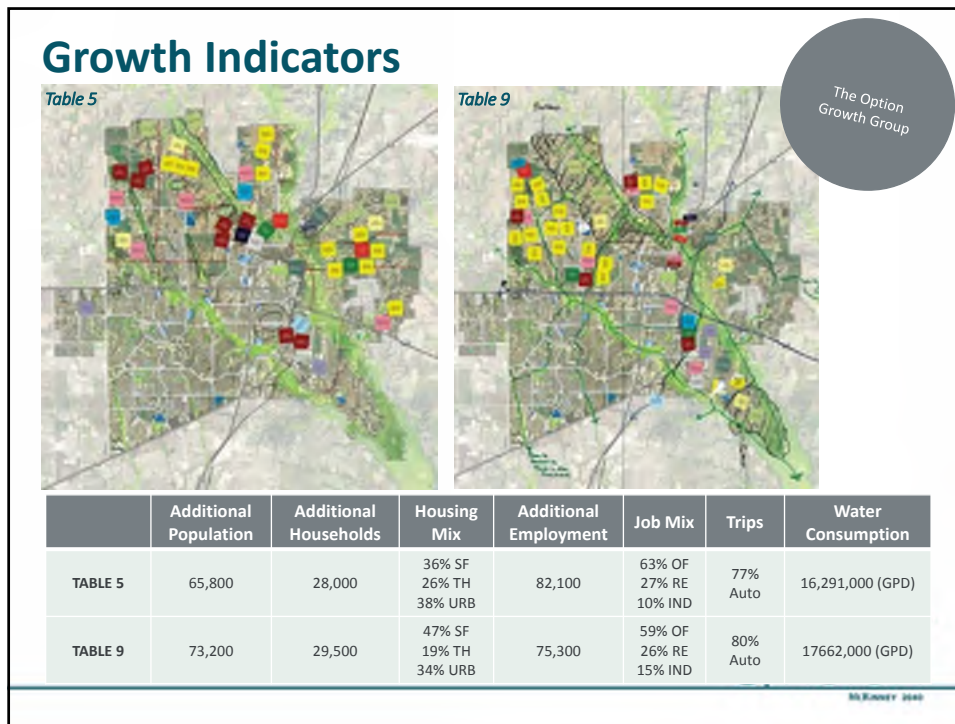 Growth Indicators
Table 5
Table 9
The Option
Growth Group
Additional Population
Additional Households
Housing Mix
Additional Employment
Job Mix
Trips
Water Consumption
TABLE 5
65,800
28,000
36% SF
26% TH
38% URB
82,100
63% OF
27% RE
10% IND
77%
Auto
16,291,000 (GPD)
TABLE 9
73,200
29,500
47% SF
19% TH
34% URB
75,300
59% OF
26% RE
15% IND
80%
Auto
17662,000 (GPD)
McKinney 2040